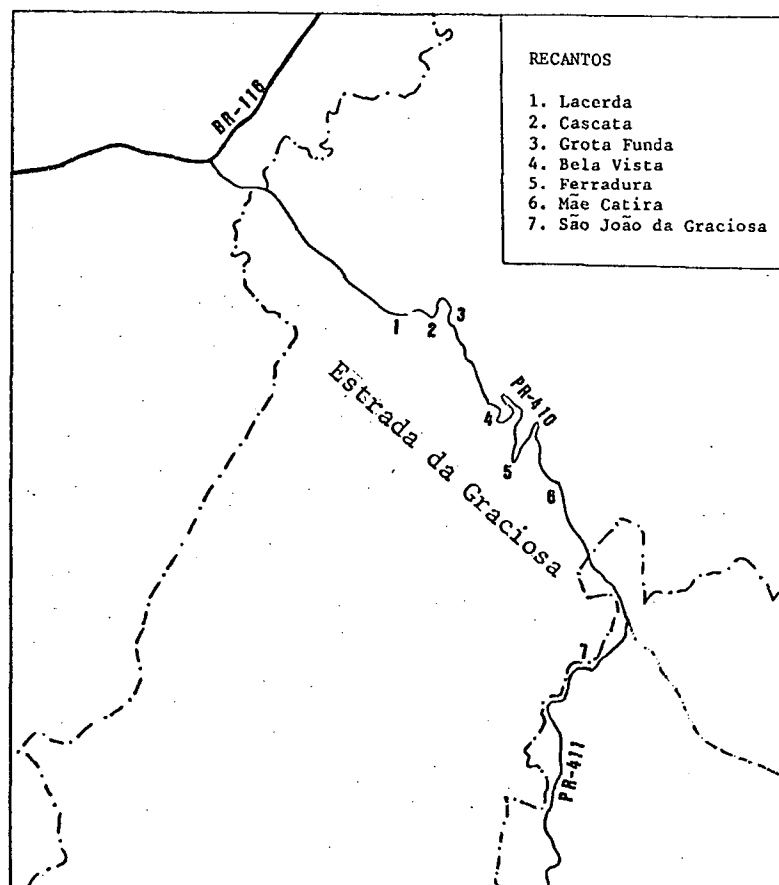 RECANTOS
1. Lacerda
2. Cascata
3. Grota Funda
4. Bela Vista
5. Ferradura
6. Mãe Catira
7. São João da Graciosa
BR-116
1
2
3
Estrada da Graciosa
PR-410
4
5
6
7
PR-411